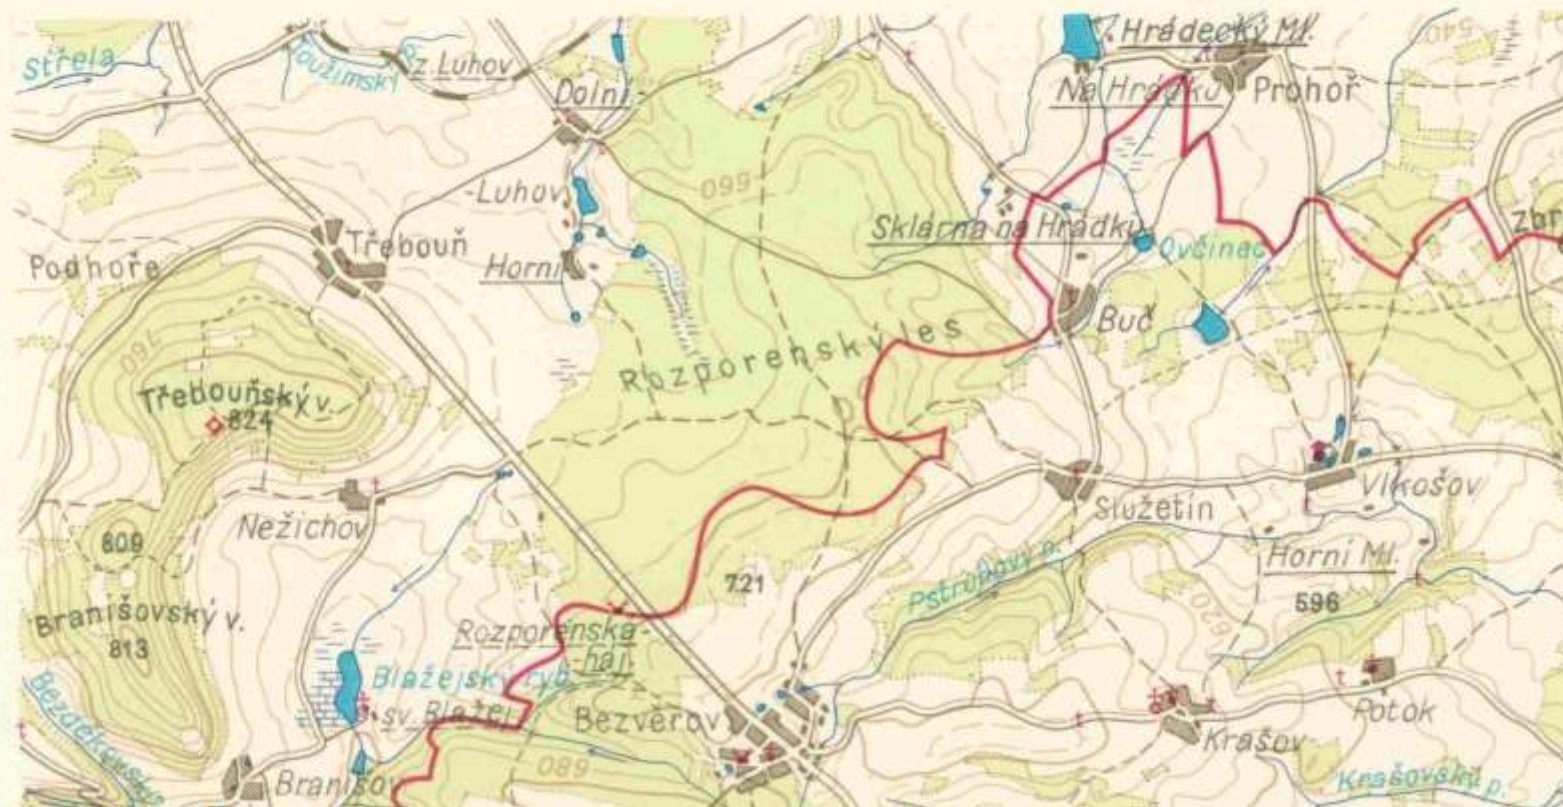 Střela
Toužimský p.
z.Luhov
Hrádecký Ml.
Na Hrádku
Prohoř
540
Dolní-
-Luhov
Horní
660
Sklárna na Hrádku
Třebouň
Podhoře
Ovčinec
Buč
Rozporenský les
760
Třebouňský v.
824
Nežichov
809
Branišovský v.
813
Služetín
Vlkošov
Horní Ml.
Pstruhový p.
721
620
596
Rozporenská-
-háj.
Blažejský ryb.
sv. Blažej
Bezvěrov
Krašov
Potok
680
Branišov
Krašovský p.